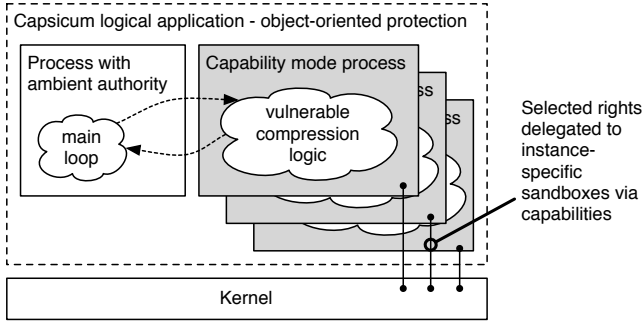 Capsicum logical application - object-oriented protection
Process with
ambient authority
main
loop
Capability mode process
vulnerable
compression
logic
ss
ss
Selected rights
delegated to
instance-
specific
sandboxes via
capabilities
Kernel